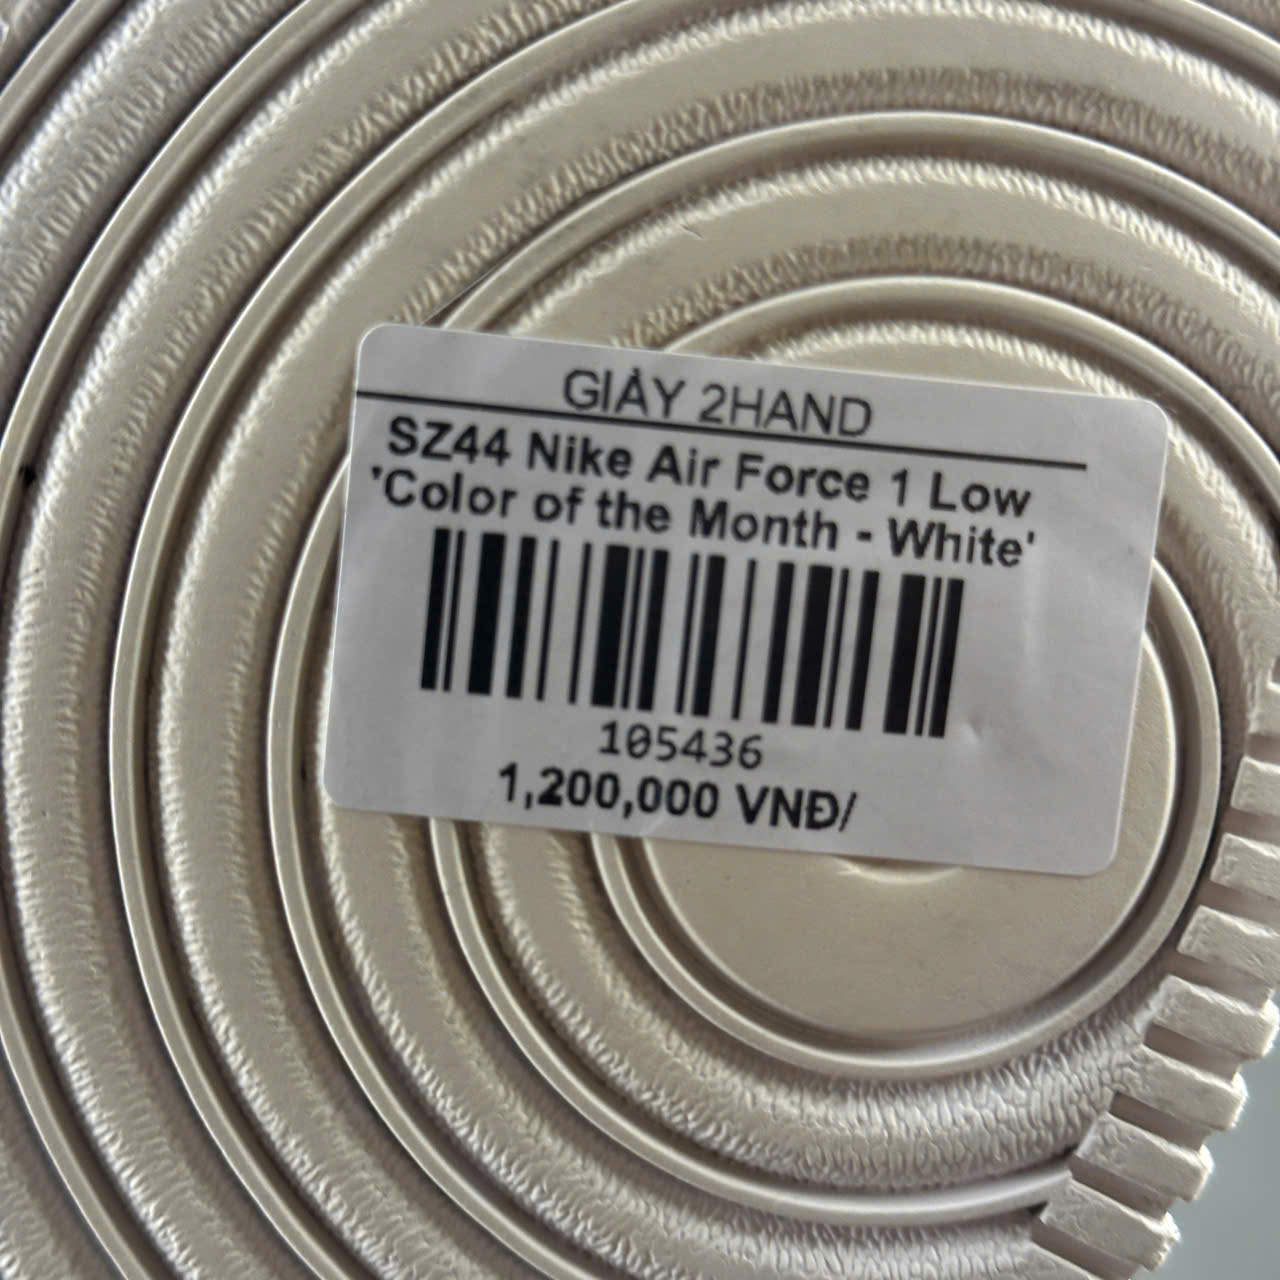 GIÀY 2HAND
SZ44 Nike Air Force 1 Low
'Color of the Month - White'
105436
1,200,000 VNĐ/